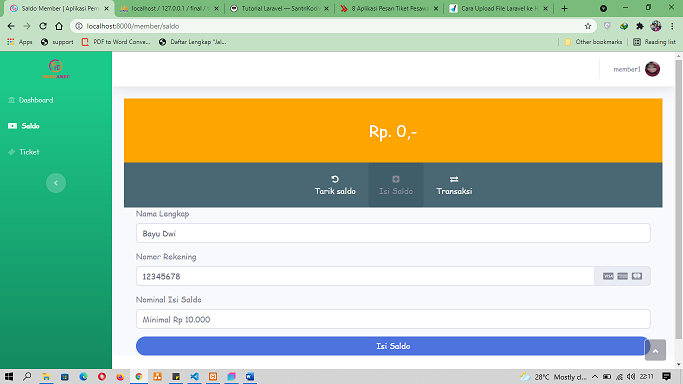 Saldo Member | Aplikasi Pem
localhost / 127.0.0.1 / final / t
Tutorial Laravel — SantriKod
8 Aplikasi Pesan Tiket Pesawa
Cara Upload File Laravel ke H
localhost:8000/member/saldo
Apps
support
PDF to Word Conve...
Daftar Lengkap "Jal...
Other bookmarks
Reading list
member1
Dashboard
Saldo
Ticket
Rp. 0,-
Tarik saldo
Isi Saldo
Transaksi
Nama Lengkap
Bayu Dwi
Nomor Rekening
12345678
Nominal Isi Saldo
Minimal Rp 10.000
Isi Saldo
28°C Mostly cl...
22:11